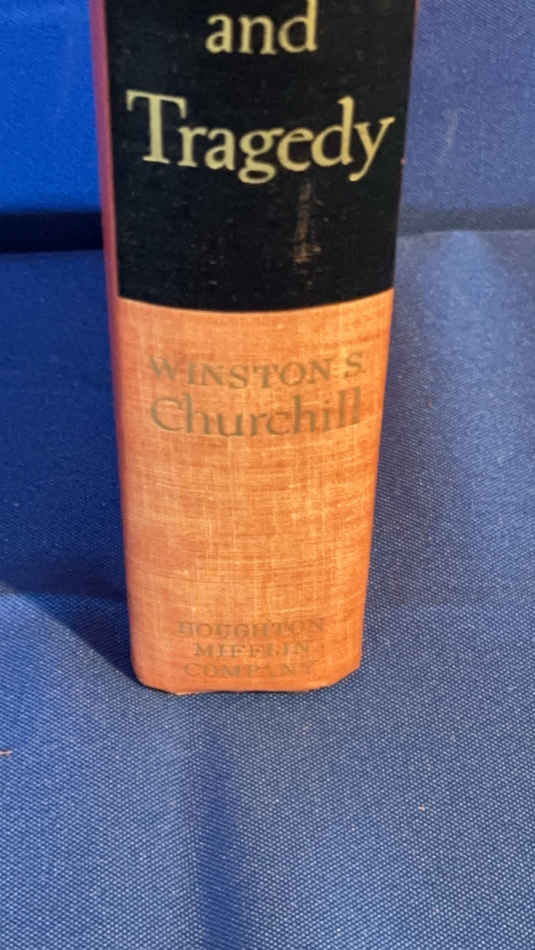 and
Tragedy
WINSTON S.
Churchill
HOUGHTON
MIFFLIN
COMPANY